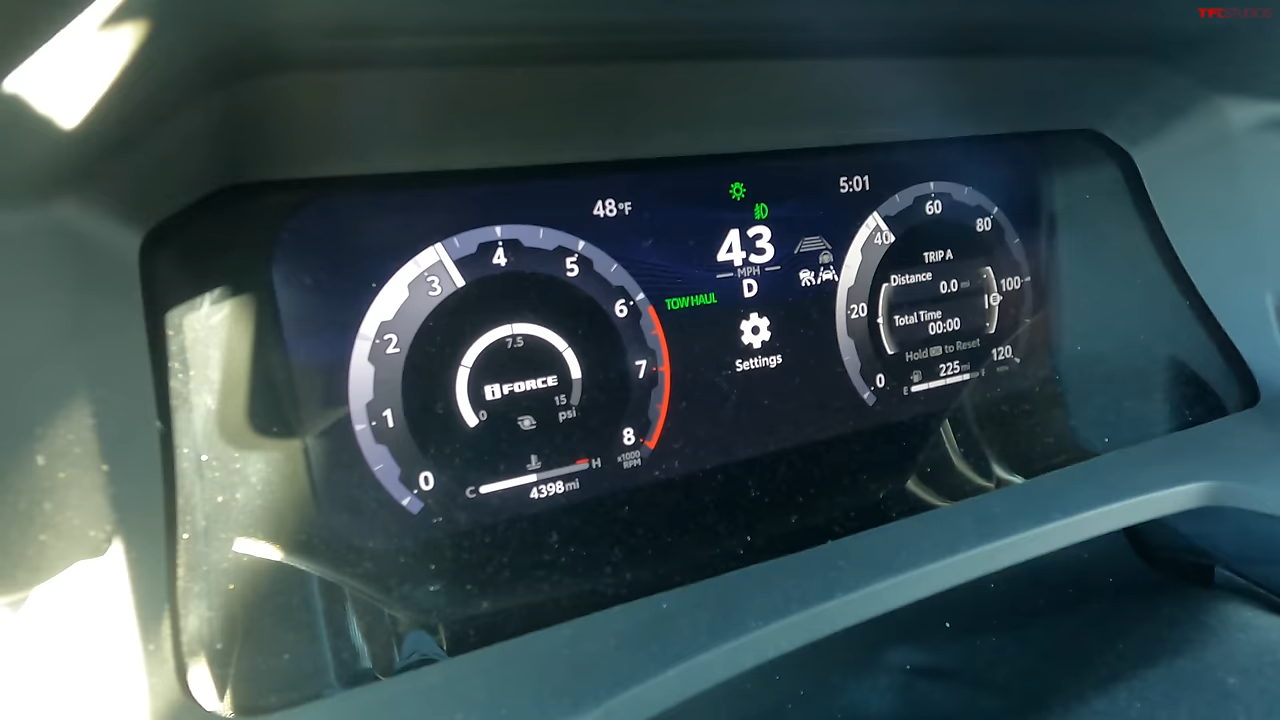 TFLSTUDIOS
48°F
5:01
43
MPH
D
TOW HAUL
Settings
0
1
2
3
4
5
6
7
8
x1000
RPM
7.5
iFORCE
0
15
psi
C
H
4398mi
0
20
40
60
80
100
120
TRIP A
Distance
0.0 mi
Total Time
00:00
Hold OK to Reset
225mi
E
F